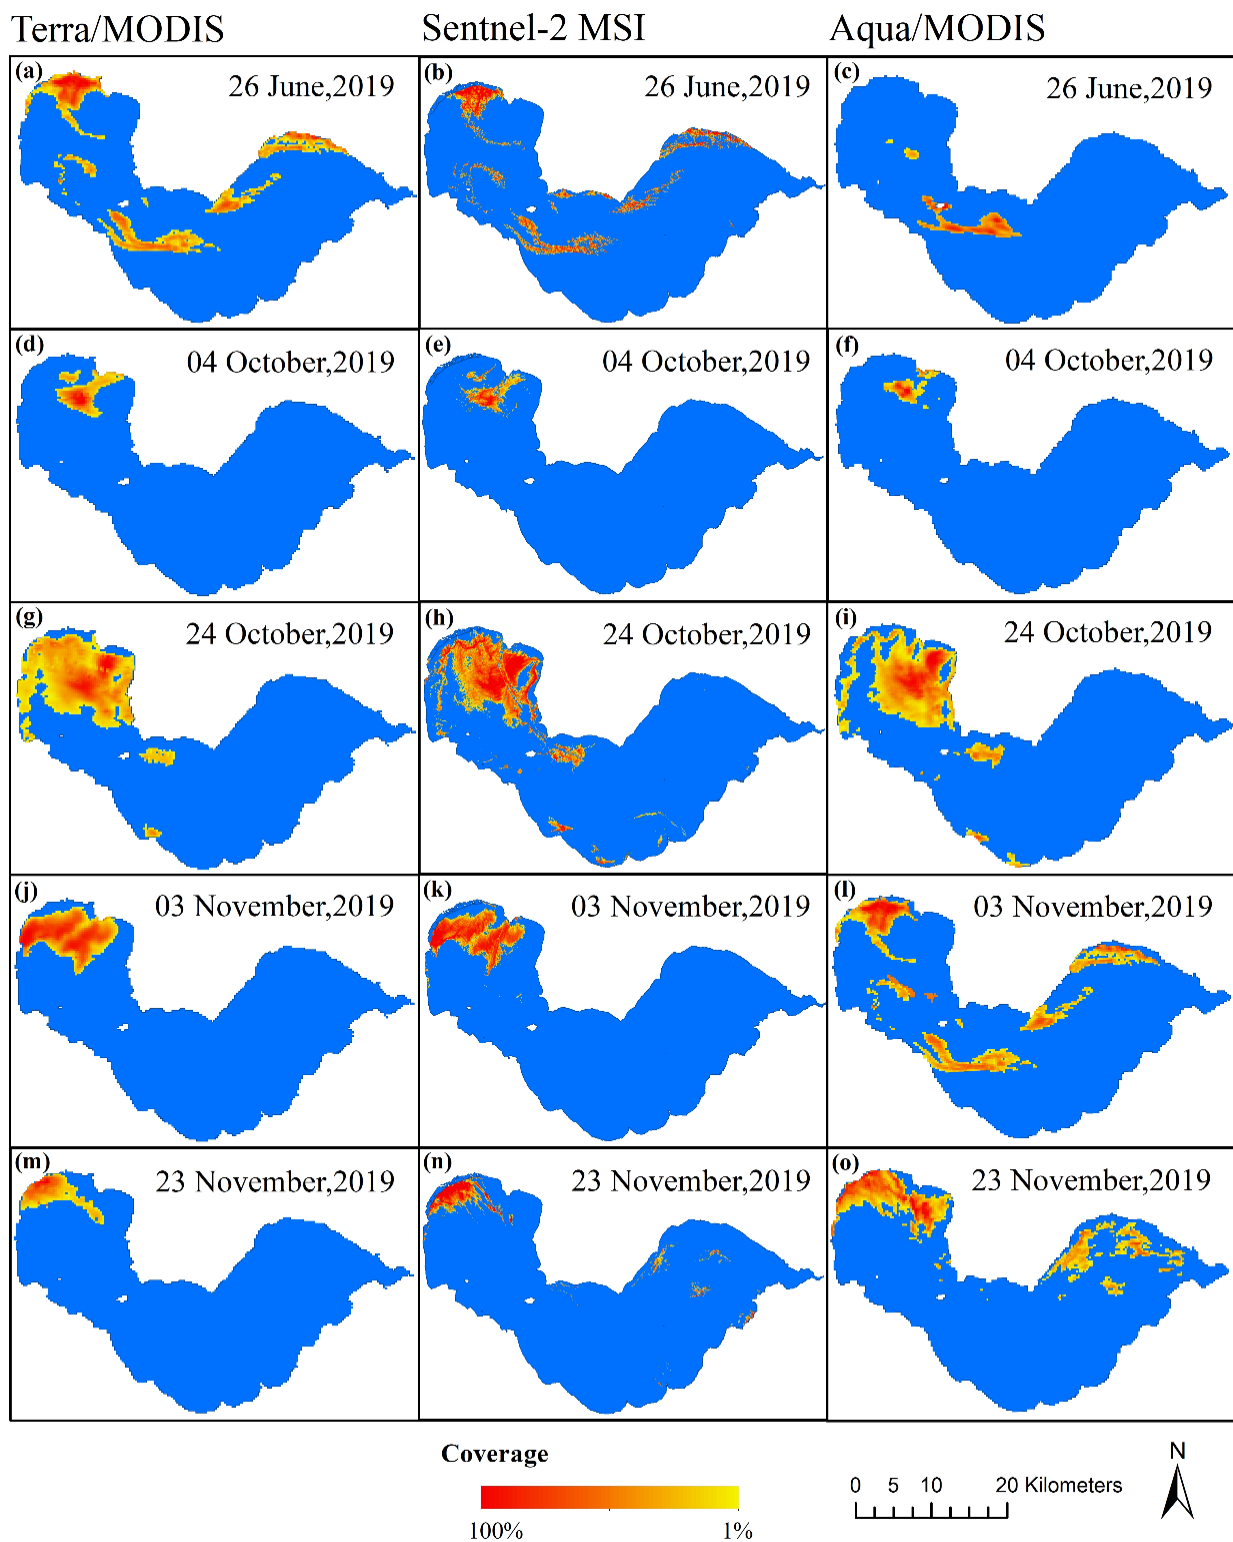 Terra/MODIS Sentnel-2 MSI Aqua/MODIS
(a) 26 June,2019 (b) 26 June,2019 (c) 26 June,2019
(d) 04 October,2019 (e) 04 October,2019 (f) 04 October,2019
(g) 24 October,2019 (h) 24 October,2019 (i) 24 October,2019
(j) 03 November,2019 (k) 03 November,2019 (l) 03 November,2019
(m) 23 November,2019 (n) 23 November,2019 (o) 23 November,2019
Coverage
100% 1%
0 5 10 20 Kilometers
N